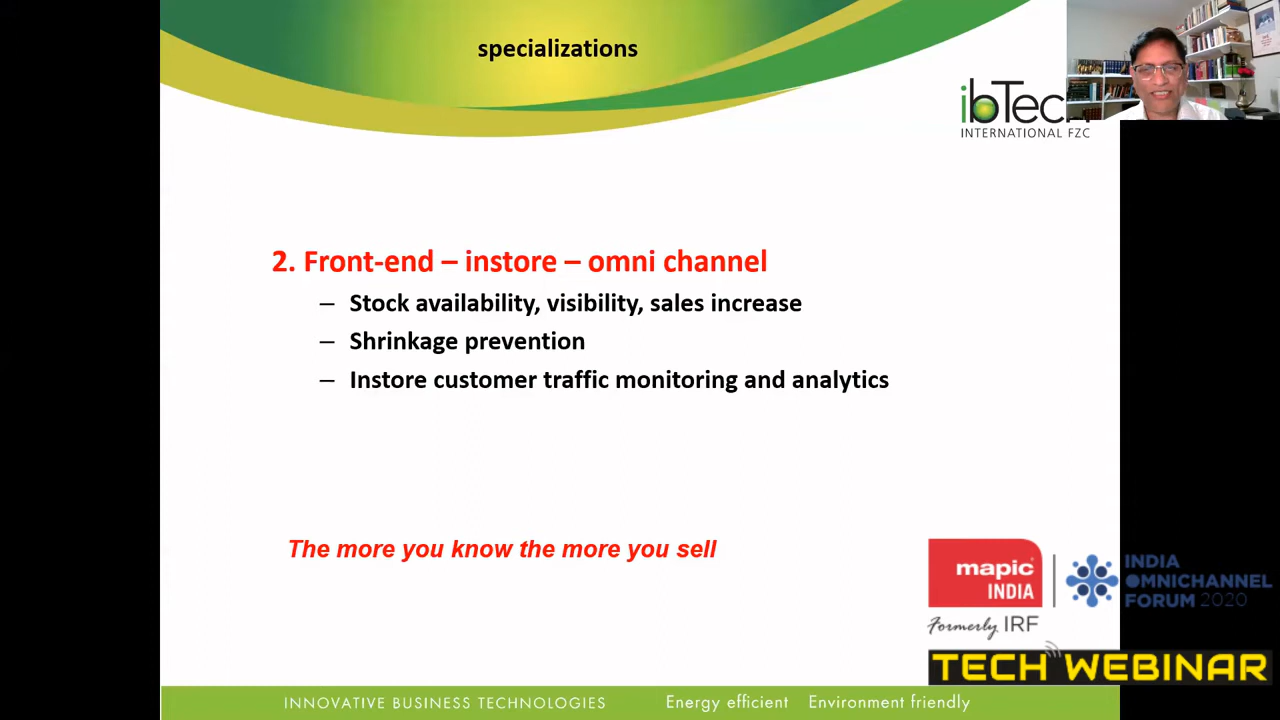 specializations
ibTech
INTERNATIONAL FZC
2. Front-end – instore – omni channel
– Stock availability, visibility, sales increase
– Shrinkage prevention
– Instore customer traffic monitoring and analytics
The more you know the more you sell
mapic
INDIA
Formerly IRF
INDIA
OMNICHANNEL
FORUM 2020
TECH WEBINAR
INNOVATIVE BUSINESS TECHNOLOGIES Energy efficient Environment friendly